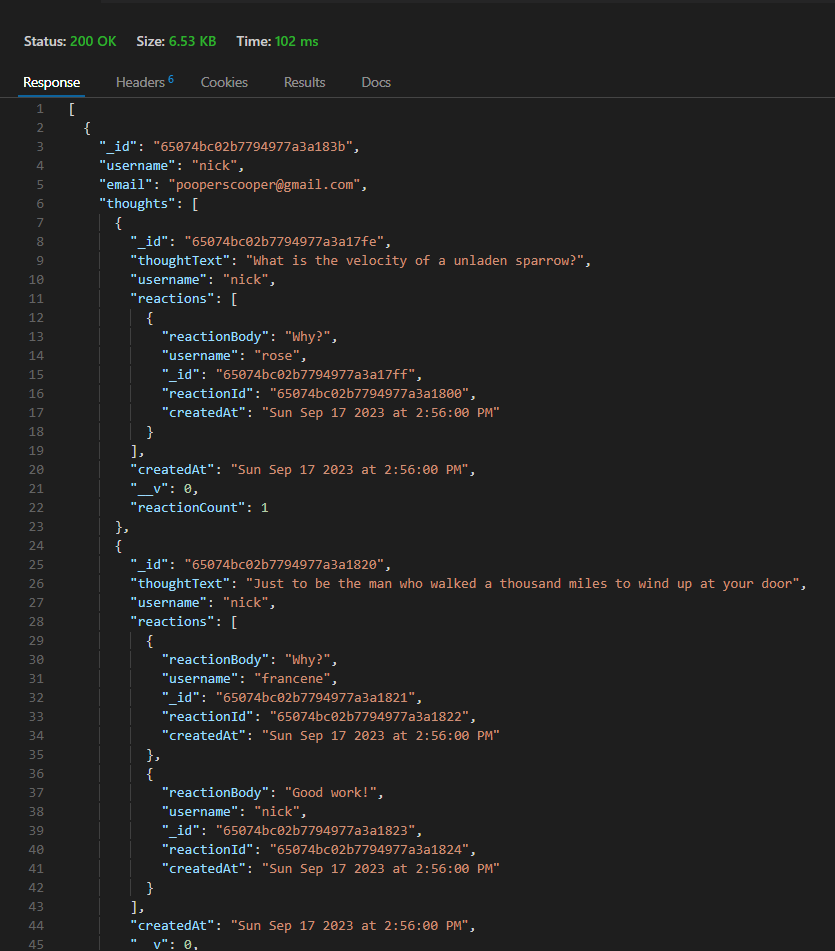 Status: 200 OK Size: 6.53 KB Time: 102 ms
Response Headers 6 Cookies Results Docs
1 [
2 {
3 "_id": "65074bc02b7794977a3a183b",
4 "username": "nick",
5 "email": "pooperscooper@gmail.com",
6 "thoughts": [
7 {
8 "_id": "65074bc02b7794977a3a17fe",
9 "thoughtText": "What is the velocity of a unladen sparrow?",
10 "username": "nick",
11 "reactions": [
12 {
13 "reactionBody": "Why?",
14 "username": "rose",
15 "_id": "65074bc02b7794977a3a17ff",
16 "reactionId": "65074bc02b7794977a3a1800",
17 "createdAt": "Sun Sep 17 2023 at 2:56:00 PM"
18 }
19 ],
20 "createdAt": "Sun Sep 17 2023 at 2:56:00 PM",
21 "__v": 0,
22 "reactionCount": 1
23 },
24 {
25 "_id": "65074bc02b7794977a3a1820",
26 "thoughtText": "Just to be the man who walked a thousand miles to wind up at your door",
27 "username": "nick",
28 "reactions": [
29 {
30 "reactionBody": "Why?",
31 "username": "francene",
32 "_id": "65074bc02b7794977a3a1821",
33 "reactionId": "65074bc02b7794977a3a1822",
34 "createdAt": "Sun Sep 17 2023 at 2:56:00 PM"
35 },
36 {
37 "reactionBody": "Good work!",
38 "username": "nick",
39 "_id": "65074bc02b7794977a3a1823",
40 "reactionId": "65074bc02b7794977a3a1824",
41 "createdAt": "Sun Sep 17 2023 at 2:56:00 PM"
42 }
43 ],
44 "createdAt": "Sun Sep 17 2023 at 2:56:00 PM",
45 "__v": 0,